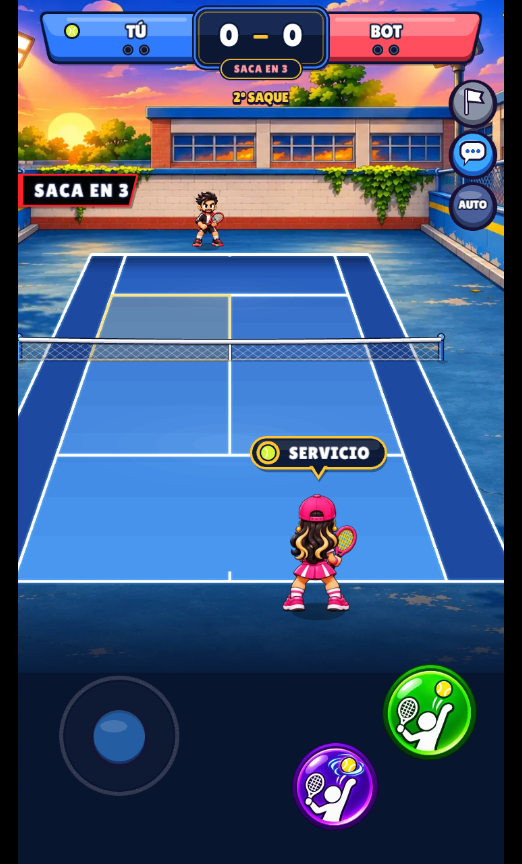 TÚ
0 - 0
BOT
SACA EN 3
2º SAQUE
SACA EN 3
AUTO
SERVICIO